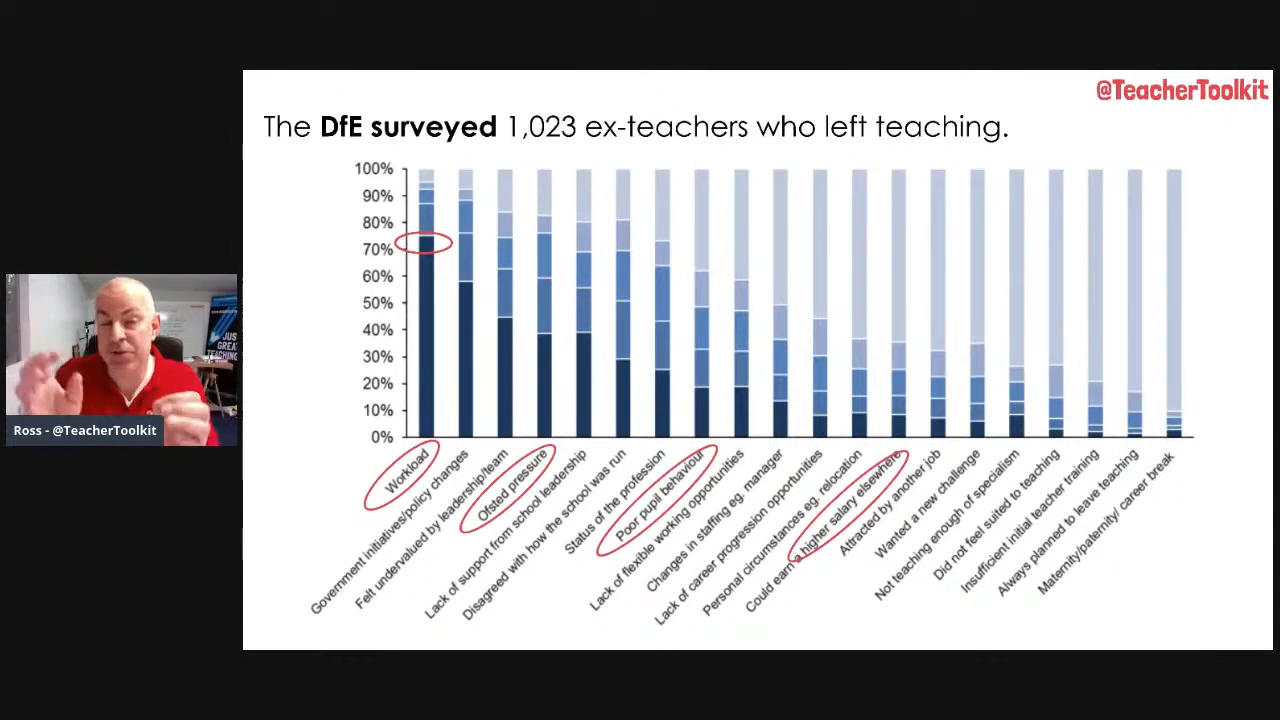 @TeacherToolkit
The DfE surveyed 1,023 ex-teachers who left teaching.
100%
90%
80%
70%
60%
50%
40%
30%
20%
10%
0%
Workload
Government initiatives/policy changes
Felt undervalued by leadership/team
Ofsted pressure
Lack of support from school leadership
Disagreed with how the school was run
Status of the profession
Poor pupil behaviour
Lack of flexible working opportunities
Changes in staffing eg. manager
Lack of career progression opportunities
Personal circumstances eg. relocation
Could earn a higher salary elsewhere
Attracted by another job
Wanted a new challenge
Not teaching enough of specialism
Did not feel suited to teaching
Insufficient initial teacher training
Always planned to leave teaching
Maternity/paternity/ career break
JUS
GREA
TEACHING
Ross - @TeacherToolkit